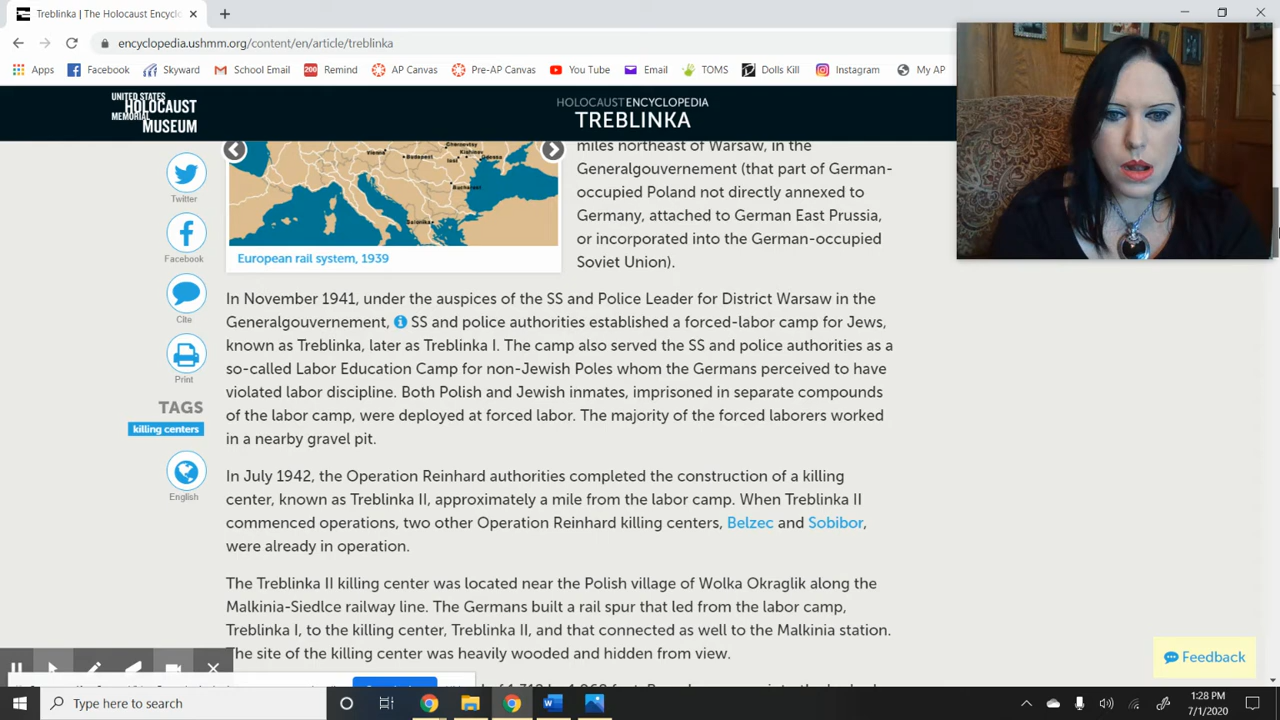 Treblinka | The Holocaust Encyclo
encyclopedia.ushmm.org/content/en/article/treblinka
Apps Facebook Skyward School Email Remind AP Canvas Pre-AP Canvas You Tube Email TOMS Dolls Kill Instagram My AP
UNITED STATES
HOLOCAUST
MEMORIAL
MUSEUM
HOLOCAUST ENCYCLOPEDIA
TREBLINKA
Twitter
Facebook
Cite
Print
TAGS
killing centers
English
Vienna
Budapest
Iasi
Kishinev
Odessa
Bucharest
Salonika
European rail system, 1939
miles northeast of Warsaw, in the
Generalgouvernement (that part of German-
occupied Poland not directly annexed to
Germany, attached to German East Prussia,
or incorporated into the German-occupied
Soviet Union).
In November 1941, under the auspices of the SS and Police Leader for District Warsaw in the
Generalgouvernement, SS and police authorities established a forced-labor camp for Jews,
known as Treblinka, later as Treblinka I. The camp also served the SS and police authorities as a
so-called Labor Education Camp for non-Jewish Poles whom the Germans perceived to have
violated labor discipline. Both Polish and Jewish inmates, imprisoned in separate compounds
of the labor camp, were deployed at forced labor. The majority of the forced laborers worked
in a nearby gravel pit.
In July 1942, the Operation Reinhard authorities completed the construction of a killing
center, known as Treblinka II, approximately a mile from the labor camp. When Treblinka II
commenced operations, two other Operation Reinhard killing centers, Belzec and Sobibor,
were already in operation.
The Treblinka II killing center was located near the Polish village of Wolka Okraglik along the
Malkinia-Siedlce railway line. The Germans built a rail spur that led from the labor camp,
Treblinka I, to the killing center, Treblinka II, and that connected as well to the Malkinia station.
The site of the killing center was heavily wooded and hidden from view.
Feedback
Type here to search
1:28 PM
7/1/2020